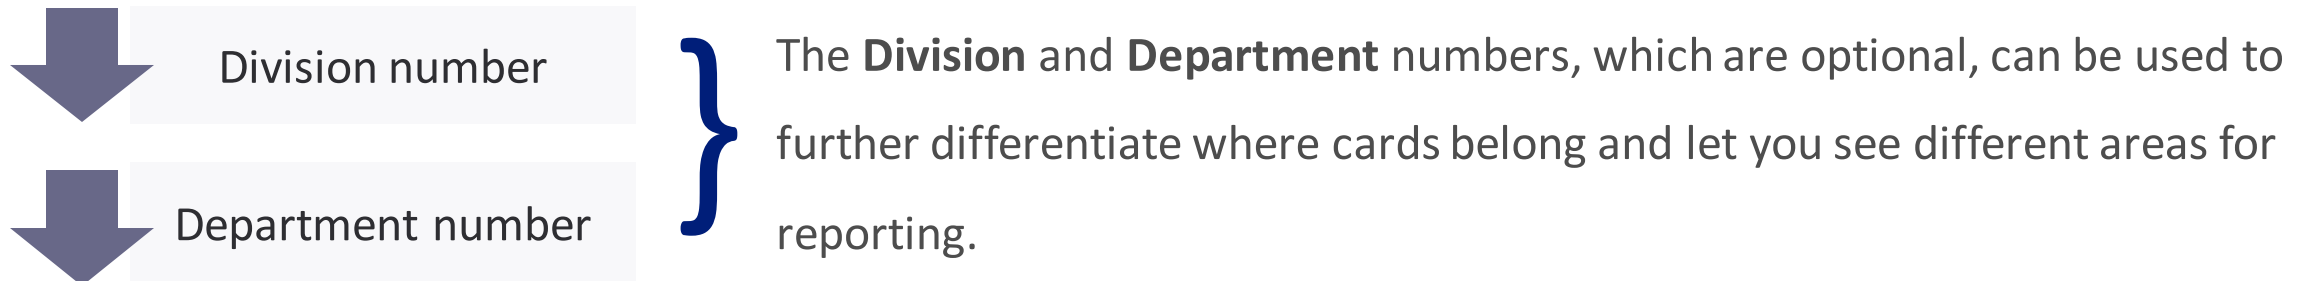 Division number
Department number
The Division and Department numbers, which are optional, can be used to
further differentiate where cards belong and let you see different areas for
reporting.